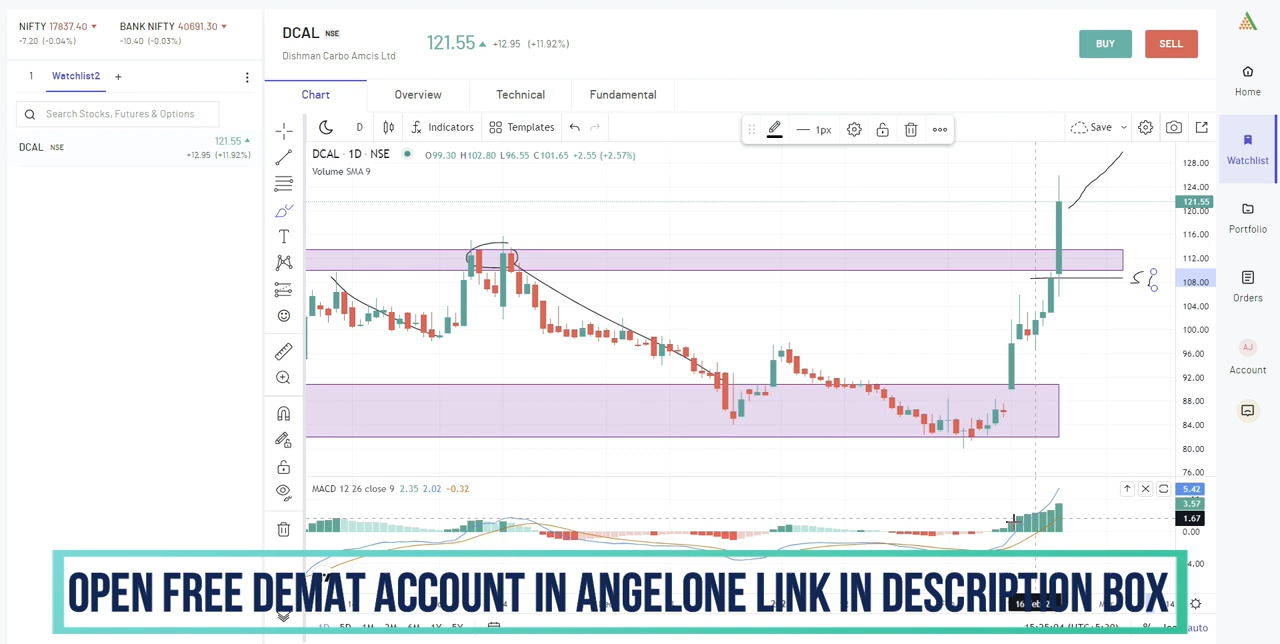 NIFTY 17837.40 ▼ BANK NIFTY 40691.30 ▼
-7.20 (-0.04%) -10.40 (-0.03%)
1 Watchlist2 +
Search Stocks, Futures & Options
DCAL NSE 121.55 ▲
+12.95 (+11.92%)
DCAL NSE
Dishman Carbo Amcis Ltd
121.55 ▲ +12.95 (+11.92%)
BUY SELL
Chart Overview Technical Fundamental
D Indicators Templates 1px Save
DCAL · 1D · NSE O99.30 H102.80 L96.55 C101.65 +2.55 (+2.57%)
Volume SMA 9
128.00
124.00
121.55
120.00
116.00
112.00
108.00
104.00
100.00
96.00
92.00
88.00
84.00
80.00
76.00
MACD 12 26 close 9 2.35 2.02 -0.32
5.42
3.57
1.67
0.00
Home
Watchlist
Portfolio
Orders
AJ
Account
OPEN FREE DEMAT ACCOUNT IN ANGELONE LINK IN DESCRIPTION BOX
auto